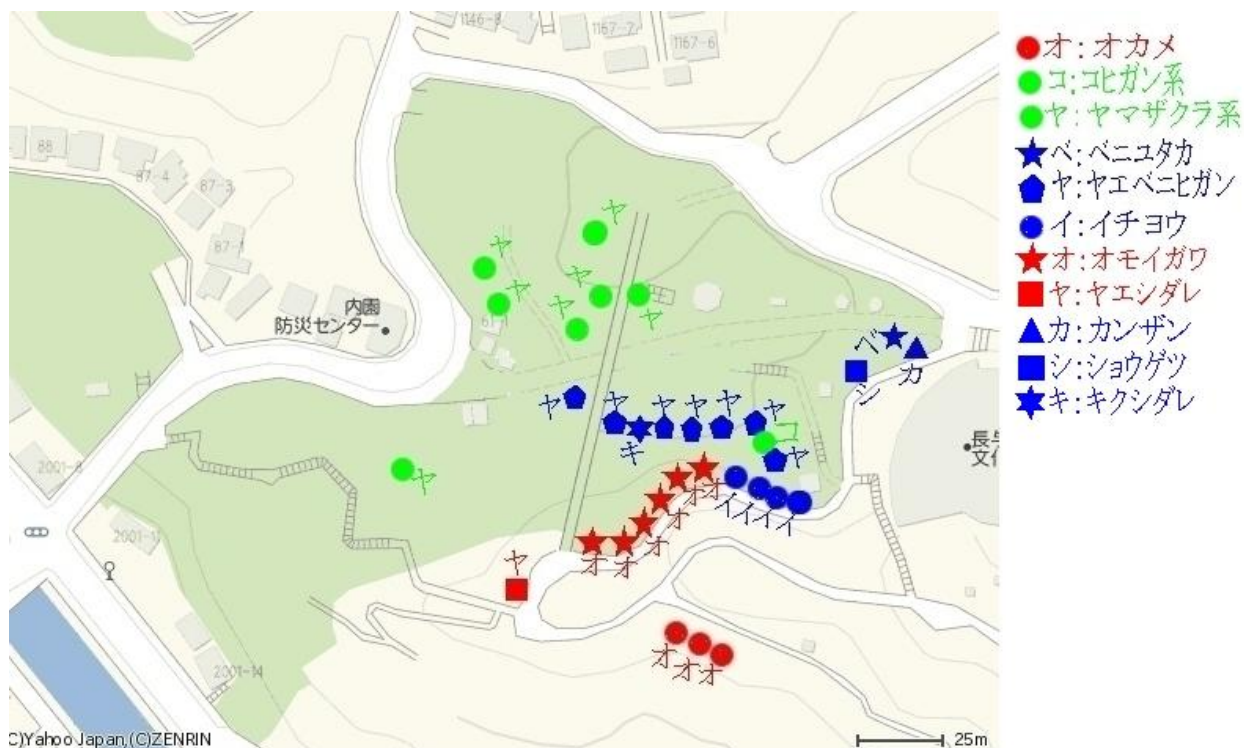 1146-8
1167-2
1167-6
88
87-4
87-3
87-1
内園
防災センター
61-1
2001-8
2001-11
2001-14
長与
文化
ヤ
ヤ
ヤ
ヤ
ヤ
ヤ
ヤ
ヤ
ヤ
ヤ
ヤ
ヤ
ヤ
キ
コ
ヤ
ベ
カ
シ
イイイイ
オ
オ
オ
オ
オ
オ
ヤ
オオオ
(C)Yahoo Japan,(C)ZENRIN
25m
オ:オカメ
コ:コヒガン系
ヤ:ヤマザクラ系
ベ:ベニユタカ
ヤ:ヤエベニヒガン
イ:イチヨウ
オ:オモイガワ
ヤ:ヤエシダレ
カ:カンザン
シ:ショウゲツ
キ:キクシダレ